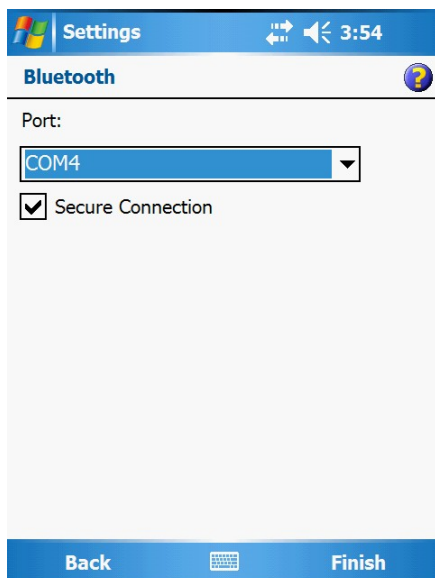 Settings 3:54
Bluetooth ?
Port:
COM4
Secure Connection
Back Finish